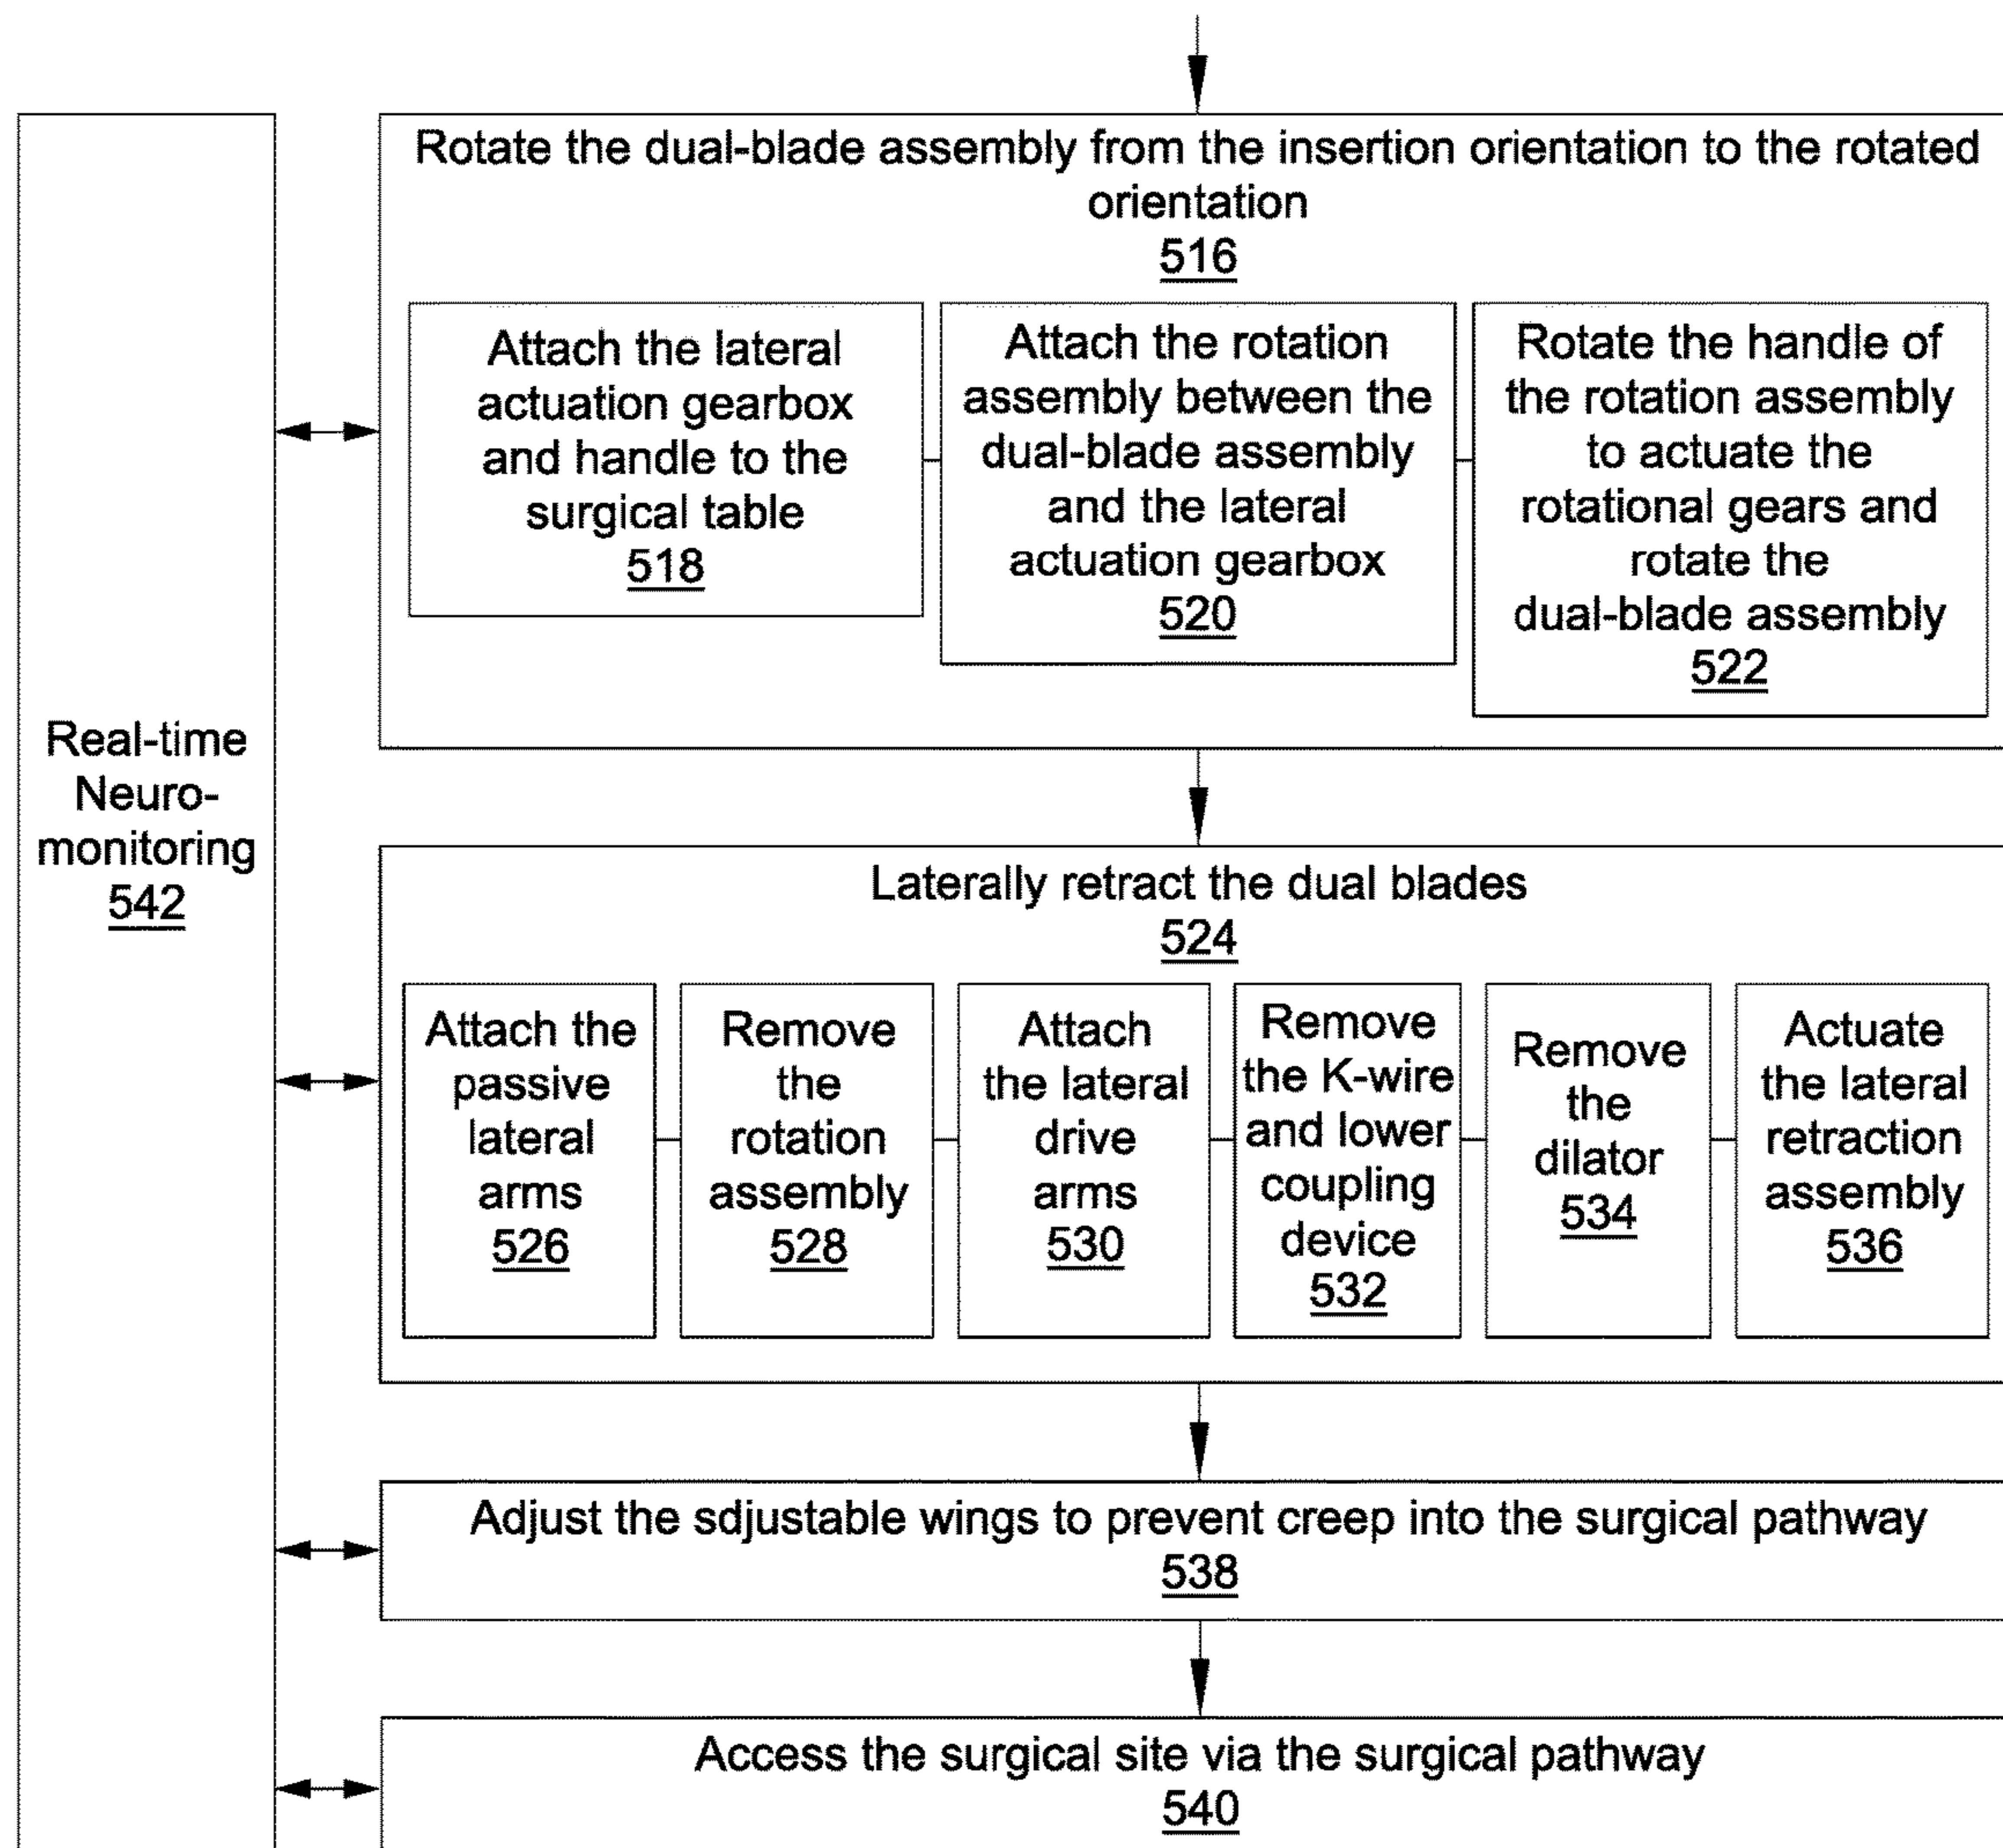 Rotate the dual-blade assembly from the insertion orientation to the rotated
orientation
516
Attach the lateral
actuation gearbox
and handle to the
surgical table
518
Attach the rotation
assembly between the
dual-blade assembly
and the lateral
actuation gearbox
520
Rotate the handle of
the rotation assembly
to actuate the
rotational gears and
rotate the
dual-blade assembly
522
Real-time
Neuro-
monitoring
542
Laterally retract the dual blades
524
Attach the
passive
lateral
arms
526
Remove
the
rotation
assembly
528
Attach
the lateral
drive
arms
530
Remove
the K-wire
and lower
coupling
device
532
Remove
the
dilator
534
Actuate
the lateral
retraction
assembly
536
Adjust the sdjustable wings to prevent creep into the surgical pathway
538
Access the surgical site via the surgical pathway
540